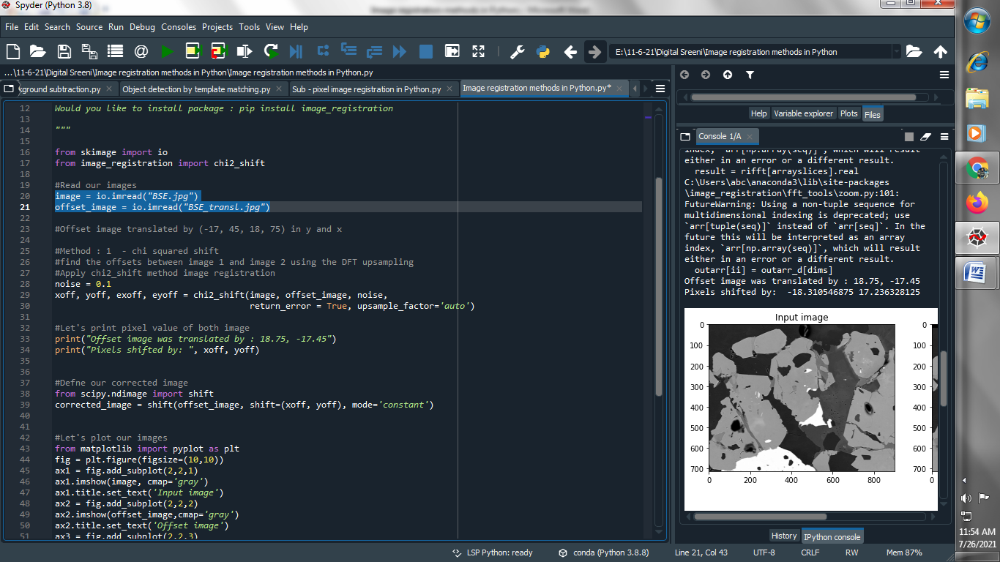 Spyder (Python 3.8)
File Edit Search Source Run Debug Consoles Projects Tools View Help
E:\11-6-21\Digital Sreeni\Image registration methods in Python
...\11-6-21\Digital Sreeni\Image registration methods in Python\Image registration methods in Python.py
kground subtraction.py Object detection by template matching.py Sub - pixel image registration in Python.py Image registration methods in Python.py*
12 Would you like to install package : pip install image_registration
13
14 """
15
16 from skimage import io
17 from image_registration import chi2_shift
18
19 #Read our images
20 image = io.imread("BSE.jpg")
21 offset_image = io.imread("BSE_transl.jpg")
22
23 #Offset image translated by (-17, 45, 18, 75) in y and x
24
25 #Method : 1  - chi squared shift
26 #find the offsets between image 1 and image 2 using the DFT upsampling
27 #Apply chi2_shift method image registration
28 noise = 0.1
29 xoff, yoff, exoff, eyoff = chi2_shift(image, offset_image, noise,
30 return_error = True, upsample_factor='auto')
31
32 #Let's print pixel value of both image
33 print("Offset image was translated by : 18.75, -17.45")
34 print("Pixels shifted by: ", xoff, yoff)
35
36
37 #Defne our corrected image
38 from scipy.ndimage import shift
39 corrected_image = shift(offset_image, shift=(xoff, yoff), mode='constant')
40
41
42 #Let's plot our images
43 from matplotlib import pyplot as plt
44 fig = plt.figure(figsize=(10,10))
45 ax1 = fig.add_subplot(2,2,1)
46 ax1.imshow(image, cmap='gray')
47 ax1.title.set_text('Input image')
48 ax2 = fig.add_subplot(2,2,2)
49 ax2.imshow(offset_image,cmap='gray')
50 ax2.title.set_text('Offset image')
51 ax3 = fig.add_subplot(2,2,3)
Help Variable explorer Plots Files
Console 1/A
index, `arr[np.array(seq)]`, which will result
either in an error or a different result.
result = rifft[arrayslices].real
C:\Users\abc\anaconda3\lib\site-packages
\image_registration\fft_tools\zoom.py:101:
FutureWarning: Using a non-tuple sequence for
multidimensional indexing is deprecated; use
`arr[tuple(seq)]` instead of `arr[seq]`. In the
future this will be interpreted as an array
index, `arr[np.array(seq)]`, which will result
either in an error or a different result.
outarr[ii] = outarr_d[dims]
Offset image was translated by : 18.75, -17.45
Pixels shifted by:  -18.310546875 17.236328125
Input image
0 0
100 100
200 200
300 300
400 400
500 500
600 600
700 700
0 200 400 600 800 0
History IPython console
LSP Python: ready conda (Python 3.8.8) Line 21, Col 43 UTF-8 CRLF RW Mem 87%
11:54 AM
7/26/2021